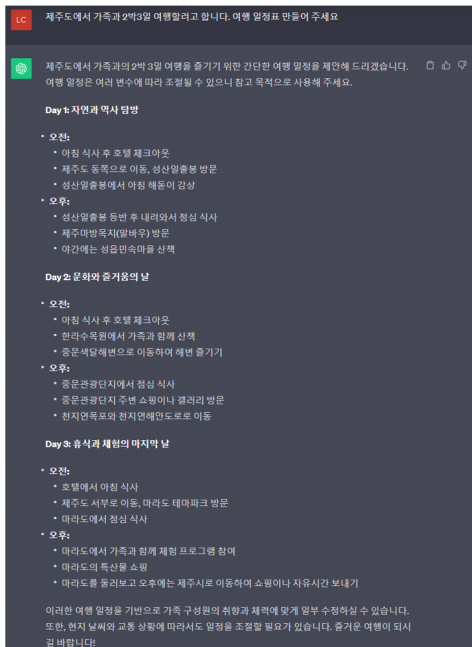 LC
제주도에서 가족과 2박3일 여행할려고 합니다. 여행 일정표 만들어 주세요
제주도에서 가족과의 2박 3일 여행을 즐기기 위한 간단한 여행 일정을 제안해 드리겠습니다.
여행 일정은 여러 변수에 따라 조절될 수 있으니 참고 목적으로 사용해 주세요.
Day 1: 자연과 역사 탐방
• 오전:
• 아침 식사 후 호텔 체크아웃
• 제주도 동쪽으로 이동, 성산일출봉 방문
• 성산일출봉에서 아침 해돋이 감상
• 오후:
• 성산일출봉 등반 후 내려와서 점심 식사
• 제주마방목지(말바우) 방문
• 야간에는 성읍민속마을 산책
Day 2: 문화와 즐거움의 날
• 오전:
• 아침 식사 후 호텔 체크아웃
• 한라수목원에서 가족과 함께 산책
• 중문색달해변으로 이동하여 해변 즐기기
• 오후:
• 중문관광단지에서 점심 식사
• 중문관광단지 주변 쇼핑이나 갤러리 방문
• 천지연폭포와 천지연해안도로로 이동
Day 3: 휴식과 체험의 마지막 날
• 오전:
• 호텔에서 아침 식사
• 제주도 서부로 이동, 마라도 테마파크 방문
• 마라도에서 점심 식사
• 오후:
• 마라도에서 가족과 함께 체험 프로그램 참여
• 마라도의 특산물 쇼핑
• 마라도를 둘러보고 오후에는 제주시로 이동하여 쇼핑이나 자유시간 보내기
이러한 여행 일정을 기반으로 가족 구성원의 취향과 체력에 맞게 일부 수정하실 수 있습니다.
또한, 현지 날씨와 교통 상황에 따라서도 일정을 조절할 필요가 있습니다. 즐거운 여행이 되시
길 바랍니다!